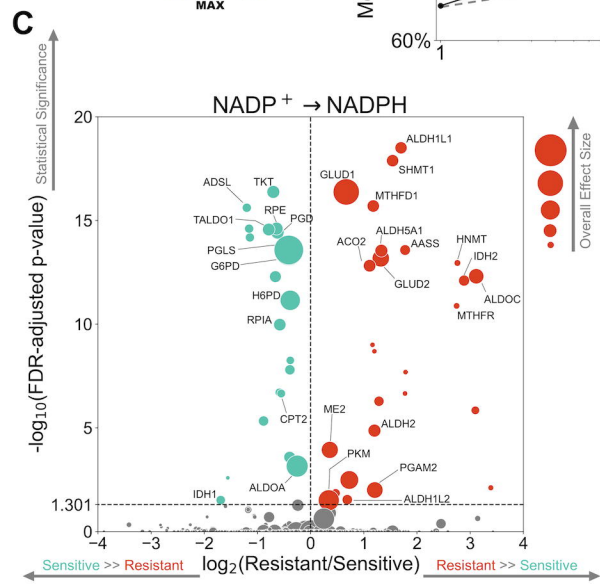 MAX
M
60%
1
C
NADP+ → NADPH
Statistical Significance
-log10(FDR-adjusted p-value)
20
15
10
5
1.301
0
ALDH1L1
SHMT1
GLUD1
MTHFD1
ADSL
TKT
RPE
TALDO1
PGD
PGLS
G6PD
H6PD
RPIA
ACO2
ALDH5A1
AASS
GLUD2
HNMT
IDH2
ALDOC
MTHFR
CPT2
ME2
ALDH2
PKM
ALDOA
PGAM2
IDH1
ALDH1L2
Overall Effect Size
−4 −3 −2 −1 0 1 2 3 4
Sensitive >> Resistant
log2(Resistant/Sensitive)
Resistant >> Sensitive